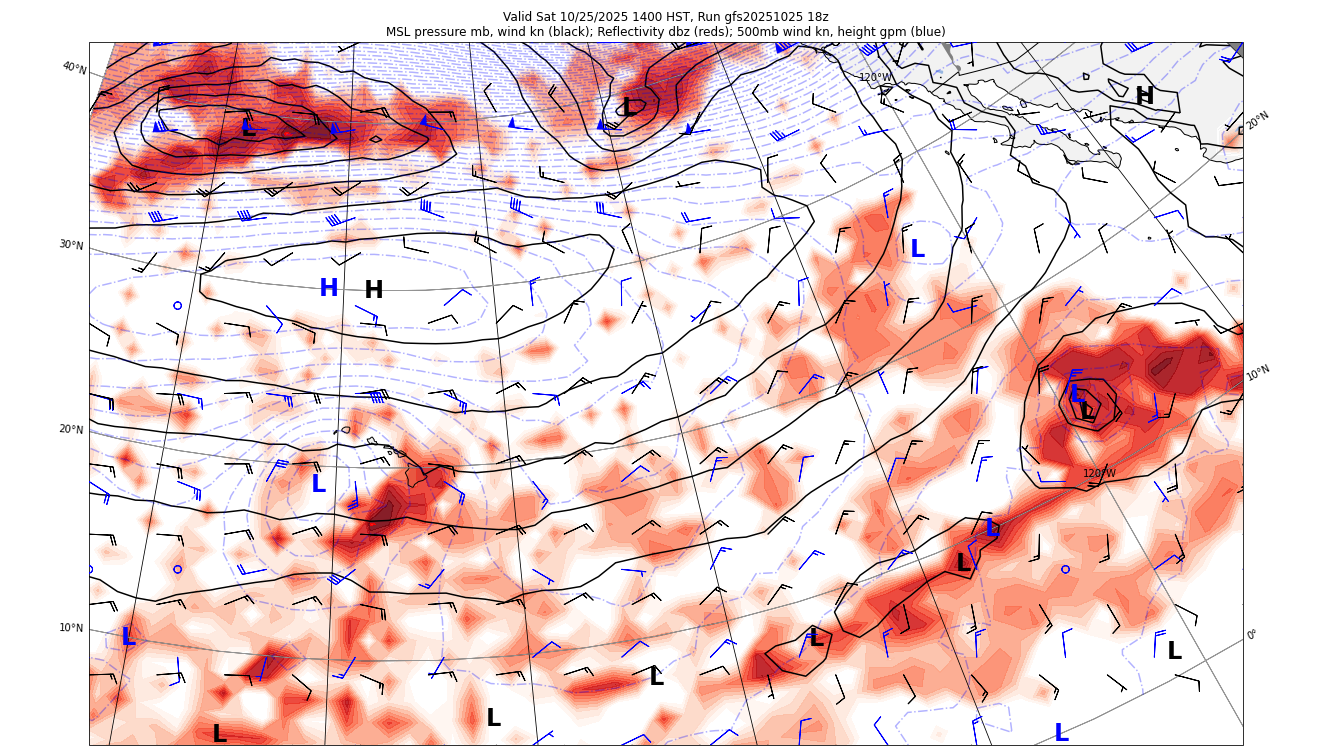 Valid Sat 10/25/2025 1400 HST, Run gfs20251025 18z
MSL pressure mb, wind kn (black); Reflectivity dbz (reds); 500mb wind kn, height gpm (blue)
40°N
120°W
H
L
L
20°N
30°N
L
H
H
10°N
L
L
20°N
120°W
L
L
L
10°N
L
L
0°
L
L
L
L
L